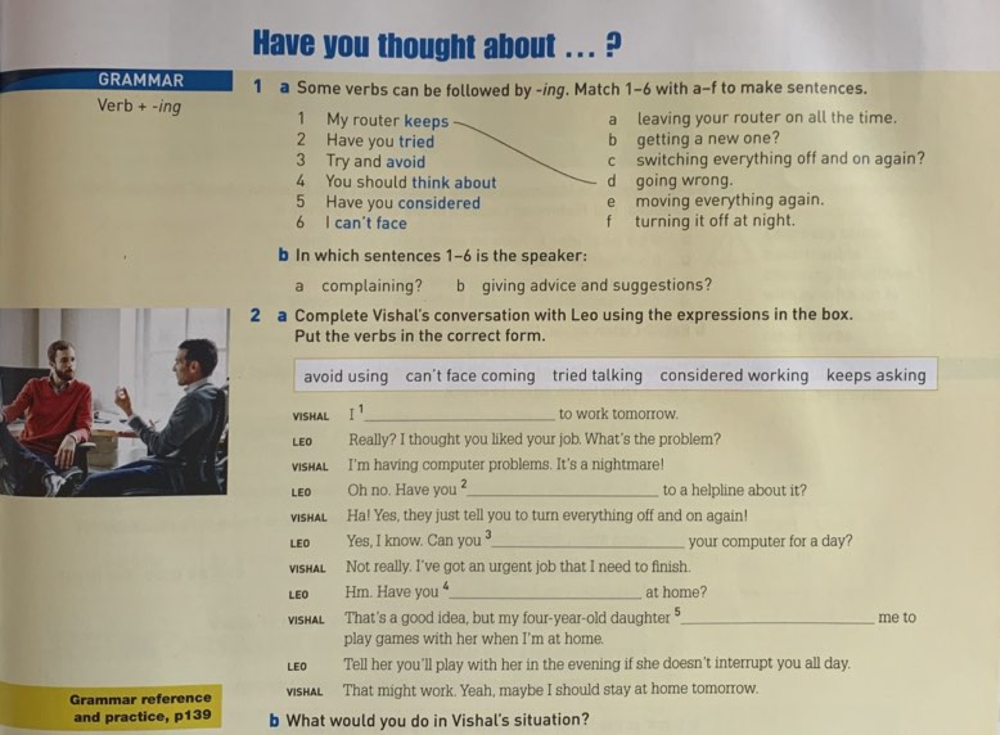 Have you thought about ... ?
GRAMMAR
Verb + -ing
1 a Some verbs can be followed by -ing. Match 1–6 with a–f to make sentences.
1 My router keeps
2 Have you tried
3 Try and avoid
4 You should think about
5 Have you considered
6 I can't face
a leaving your router on all the time.
b getting a new one?
c switching everything off and on again?
d going wrong.
e moving everything again.
f turning it off at night.
b In which sentences 1–6 is the speaker:
a complaining? b giving advice and suggestions?
2 a Complete Vishal's conversation with Leo using the expressions in the box.
Put the verbs in the correct form.
avoid using can't face coming tried talking considered working keeps asking
VISHAL I 1____________________ to work tomorrow.
LEO Really? I thought you liked your job. What's the problem?
VISHAL I'm having computer problems. It's a nightmare!
LEO Oh no. Have you 2____________________ to a helpline about it?
VISHAL Ha! Yes, they just tell you to turn everything off and on again!
LEO Yes, I know. Can you 3____________________ your computer for a day?
VISHAL Not really. I've got an urgent job that I need to finish.
LEO Hm. Have you 4____________________ at home?
VISHAL That's a good idea, but my four-year-old daughter 5____________________ me to
play games with her when I'm at home.
LEO Tell her you'll play with her in the evening if she doesn't interrupt you all day.
VISHAL That might work. Yeah, maybe I should stay at home tomorrow.
b What would you do in Vishal's situation?
Grammar reference
and practice, p139